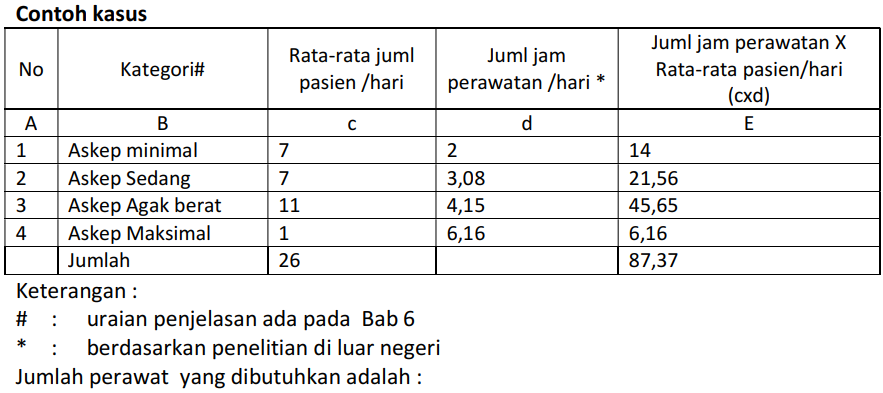 Contoh kasus
No Kategori# Rata-rata juml pasien /hari Juml jam perawatan /hari * Juml jam perawatan X Rata-rata pasien/hari (cxd)
A B c d E
1 Askep minimal 7 2 14
2 Askep Sedang 7 3,08 21,56
3 Askep Agak berat 11 4,15 45,65
4 Askep Maksimal 1 6,16 6,16
Jumlah 26 87,37
Keterangan :
# : uraian penjelasan ada pada Bab 6
* : berdasarkan penelitian di luar negeri
Jumlah perawat yang dibutuhkan adalah :